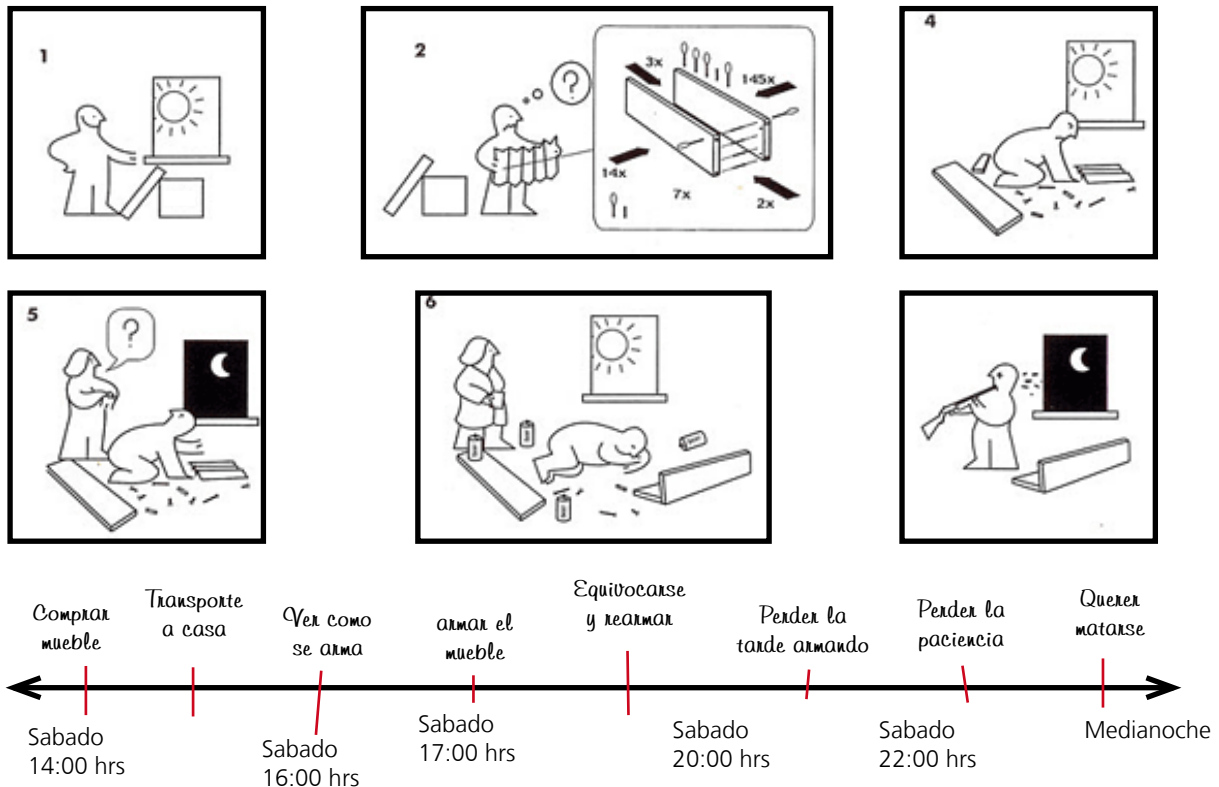 1
2
?
3x
145x
14x
7x
2x
4
5
?
6
Comprar
mueble
Transporte
a casa
Ver como
se arma
armar el
mueble
Equivocarse
y rearmar
Perder la
tarde armando
Perder la
paciencia
Querer
matarse
Sabado
14:00 hrs
Sabado
16:00 hrs
Sabado
17:00 hrs
Sabado
20:00 hrs
Sabado
22:00 hrs
Medianoche